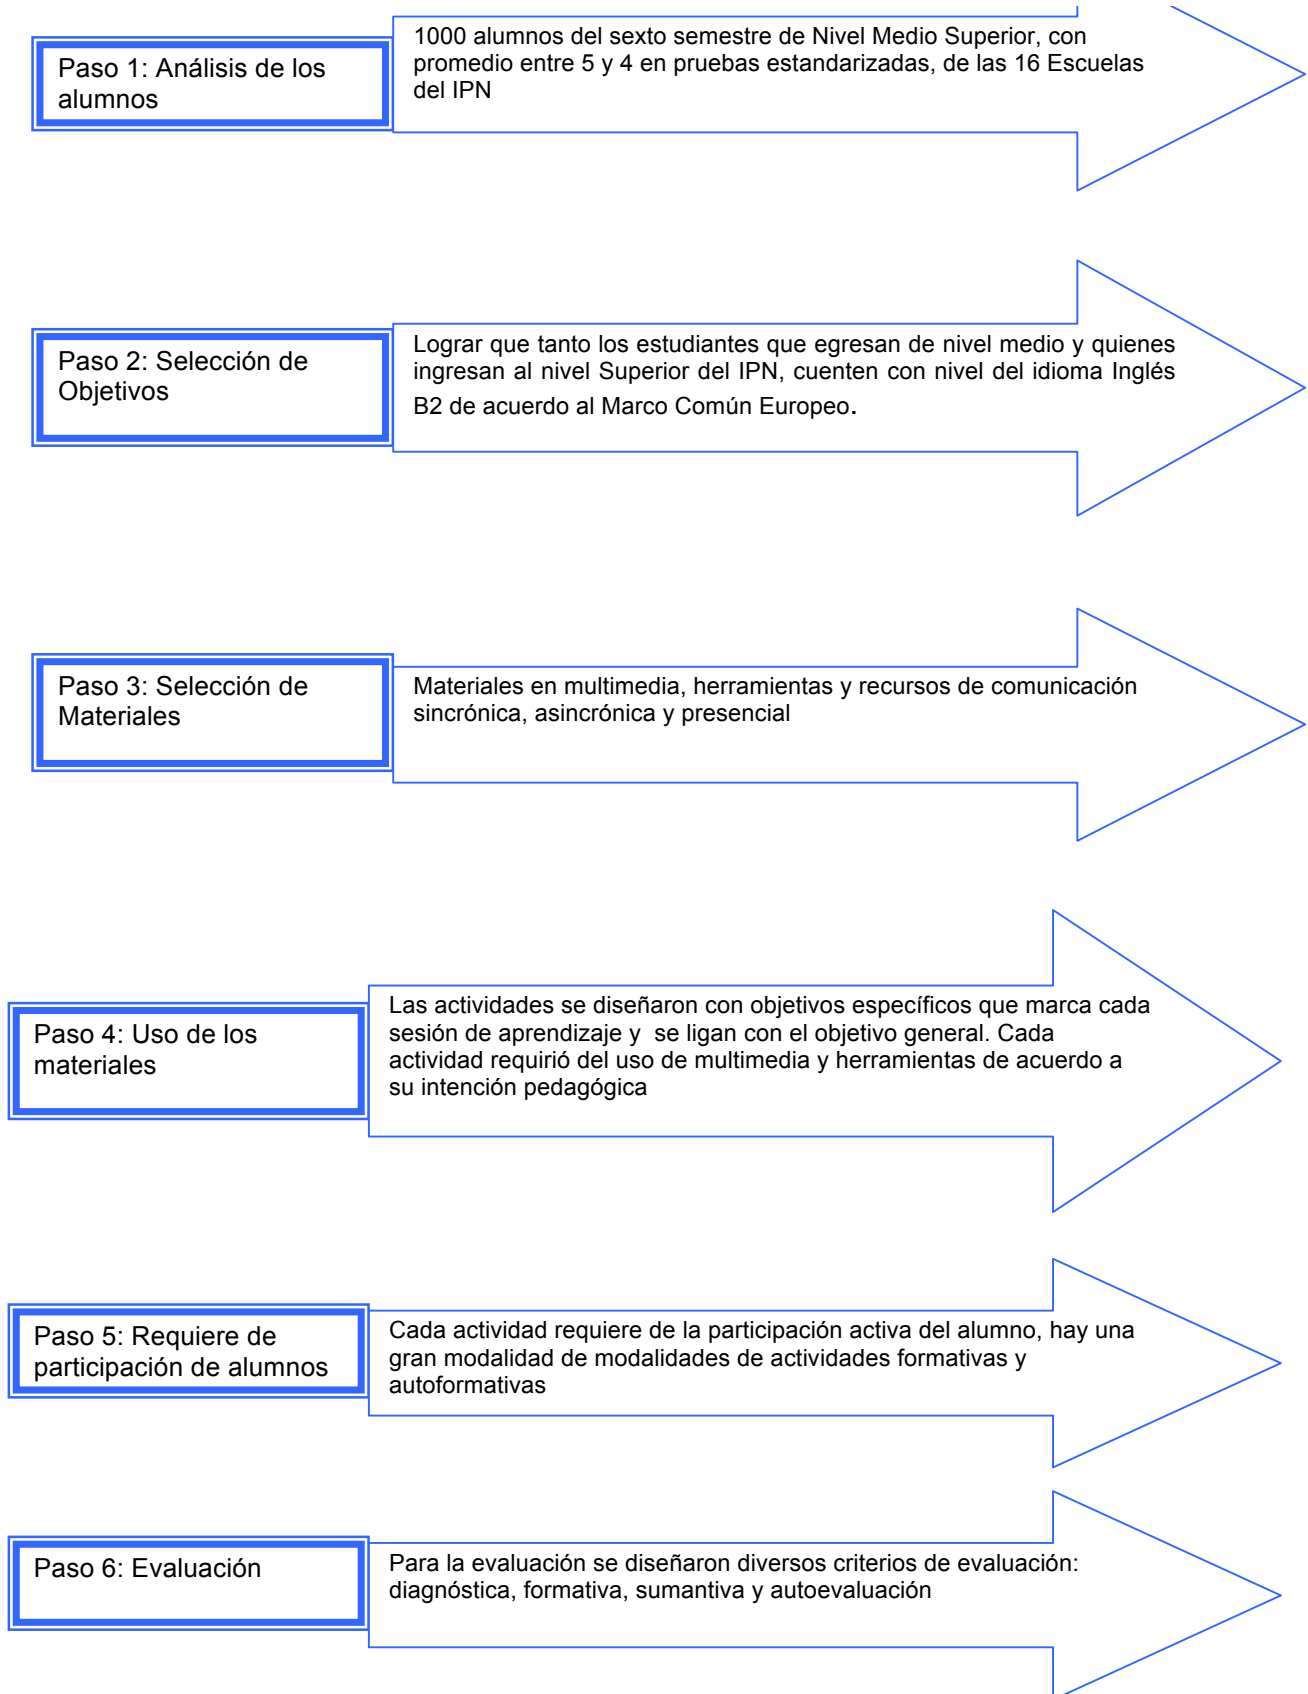 Paso 1: Análisis de los
alumnos
1000 alumnos del sexto semestre de Nivel Medio Superior, con
promedio entre 5 y 4 en pruebas estandarizadas, de las 16 Escuelas
del IPN
Paso 2: Selección de
Objetivos
Lograr que tanto los estudiantes que egresan de nivel medio y quienes
ingresan al nivel Superior del IPN, cuenten con nivel del idioma Inglés
B2 de acuerdo al Marco Común Europeo.
Paso 3: Selección de
Materiales
Materiales en multimedia, herramientas y recursos de comunicación
sincrónica, asincrónica y presencial
Paso 4: Uso de los
materiales
Las actividades se diseñaron con objetivos específicos que marca cada
sesión de aprendizaje y  se ligan con el objetivo general. Cada
actividad requirió del uso de multimedia y herramientas de acuerdo a
su intención pedagógica
Paso 5: Requiere de
participación de alumnos
Cada actividad requiere de la participación activa del alumno, hay una
gran modalidad de modalidades de actividades formativas y
autoformativas
Paso 6: Evaluación
Para la evaluación se diseñaron diversos criterios de evaluación:
diagnóstica, formativa, sumantiva y autoevaluación